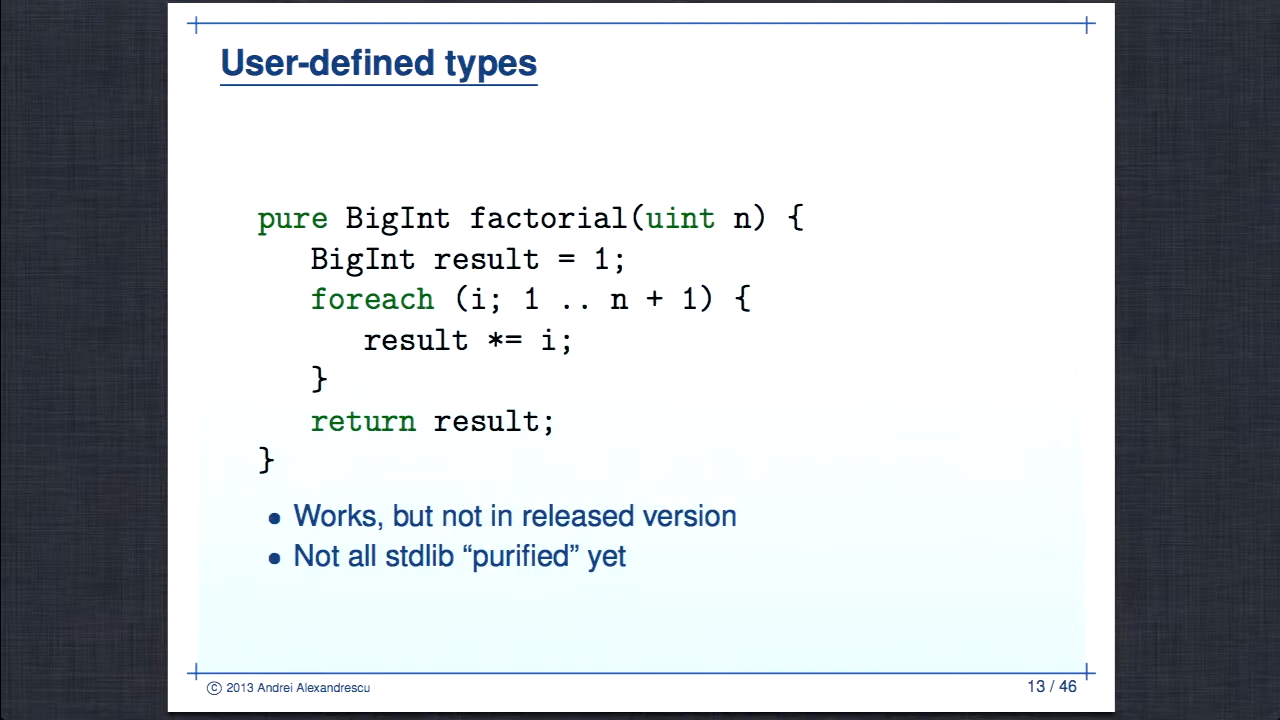 User-defined types
pure BigInt factorial(uint n) {
   BigInt result = 1;
   foreach (i; 1 .. n + 1) {
      result *= i;
   }
   return result;
}
• Works, but not in released version
• Not all stdlib “purified” yet
© 2013 Andrei Alexandrescu
13 / 46